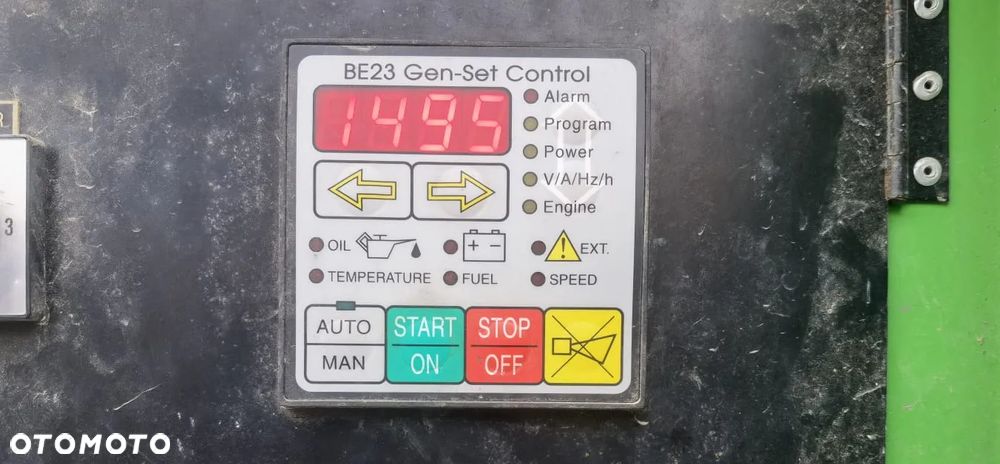 BE23 Gen-Set Control
1495
Alarm
Program
Power
V/A/Hz/h
Engine
OIL
EXT.
TEMPERATURE
FUEL
SPEED
AUTO
MAN
START
ON
STOP
OFF
R
3
OTOMOTO